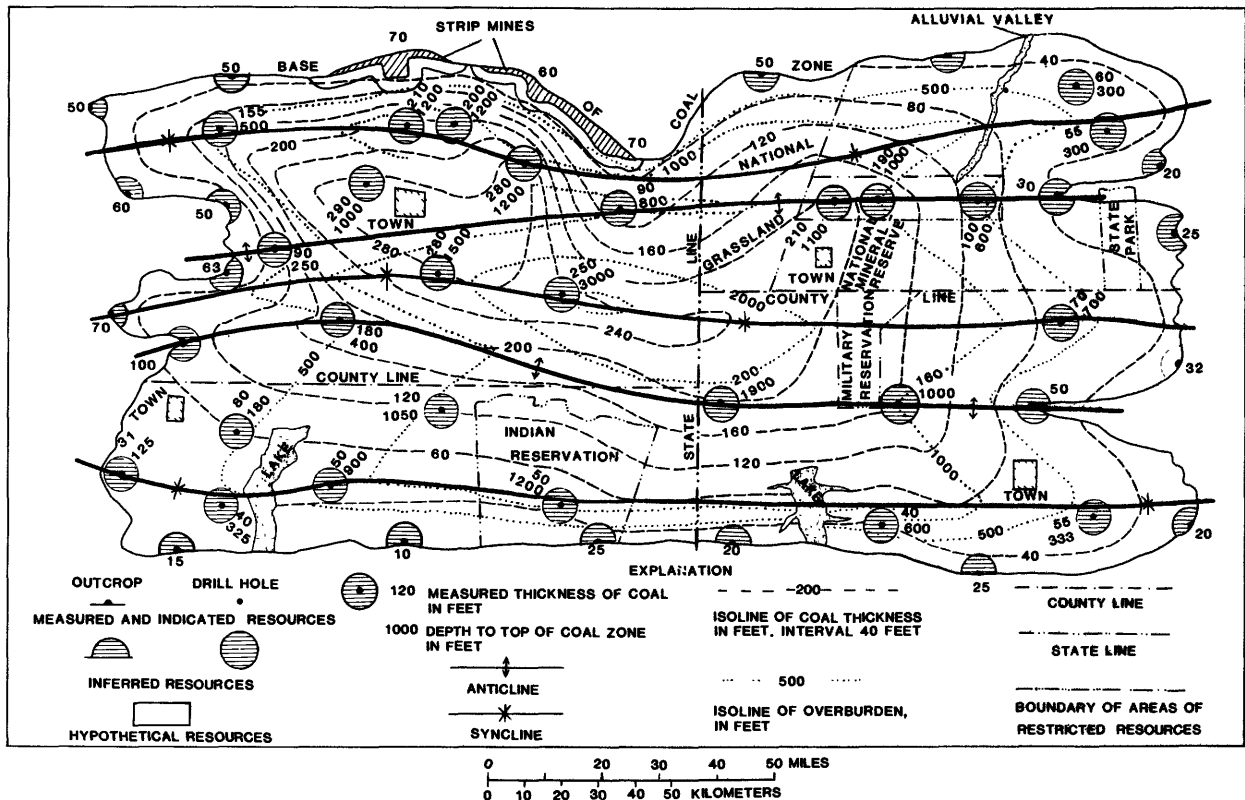 ALLUVIAL VALLEY
STRIP MINES
70
50
BASE
60
OF
COAL
50
ZONE
40
60
300
500
80
50
155
500
270
1200
200
1200
70
1000
120
NATIONAL
55
300
20
200
280
1200
90
800
190
1000
30
60
50
290
1000
TOWN
160
GRASSLAND
210
1100
100
600
STATE
PARK
25
63
90
250
280
280
1500
250
3000
LINE
TOWN
NATIONAL
MINERAL
RESERVE
2000
COUNTY
LINE
70
100
180
400
240
70
700
500
200
200
1900
MILITARY
RESERVATION
160
1000
50
32
COUNTY LINE
TOWN
80
180
120
1050
INDIAN
RESERVATION
STATE
160
120
1000
31
125
LAKE
60
50
900
50
1200
LAKE
TOWN
40
325
40
600
500
55
333
40
20
15
10
25
20
25
EXPLANATION
OUTCROP
DRILL HOLE
MEASURED AND INDICATED RESOURCES
INFERRED RESOURCES
HYPOTHETICAL RESOURCES
120 MEASURED THICKNESS OF COAL
IN FEET
1000 DEPTH TO TOP OF COAL ZONE
IN FEET
ANTICLINE
SYNCLINE
200
ISOLINE OF COAL THICKNESS
IN FEET. INTERVAL 40 FEET
500
ISOLINE OF OVERBURDEN,
IN FEET
COUNTY LINE
STATE LINE
BOUNDARY OF AREAS OF
RESTRICTED RESOURCES
0 20 30 40 50 MILES
0 10 20 30 40 50 KILOMETERS